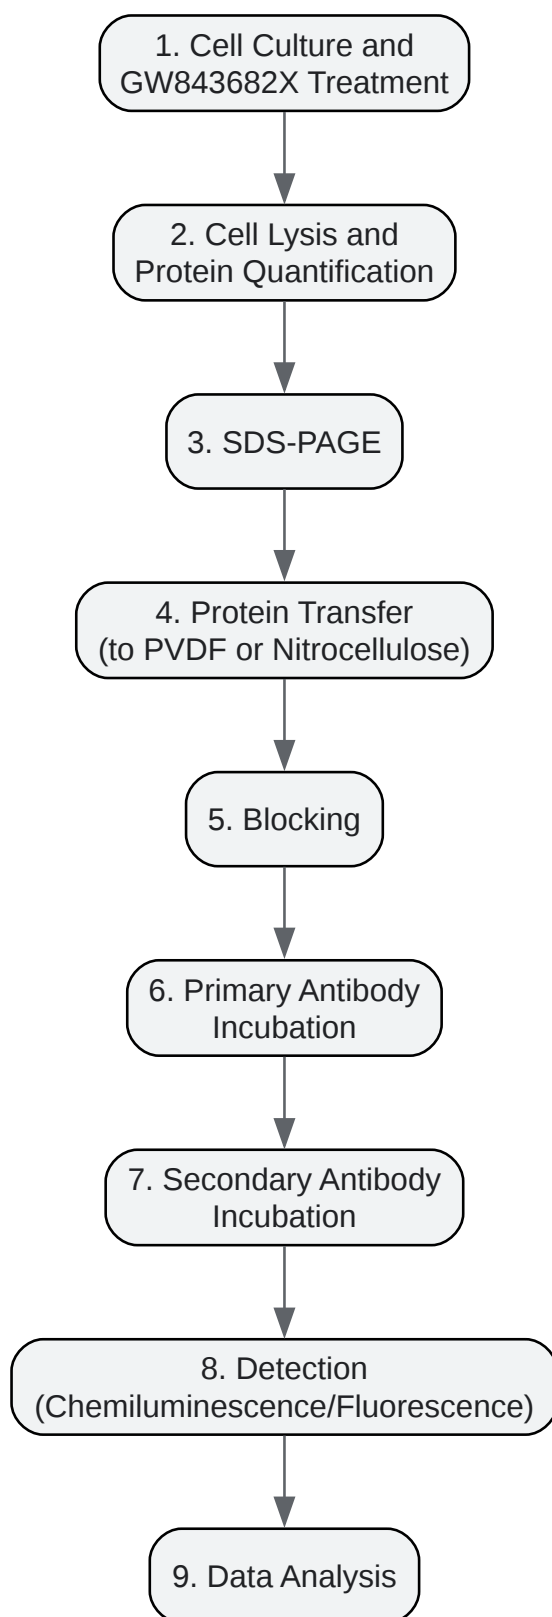 1. Cell Culture and
GW843682X Treatment
2. Cell Lysis and
Protein Quantification
3. SDS-PAGE
4. Protein Transfer
(to PVDF or Nitrocellulose)
5. Blocking
6. Primary Antibody
Incubation
7. Secondary Antibody
Incubation
8. Detection
(Chemiluminescence/Fluorescence)
9. Data Analysis